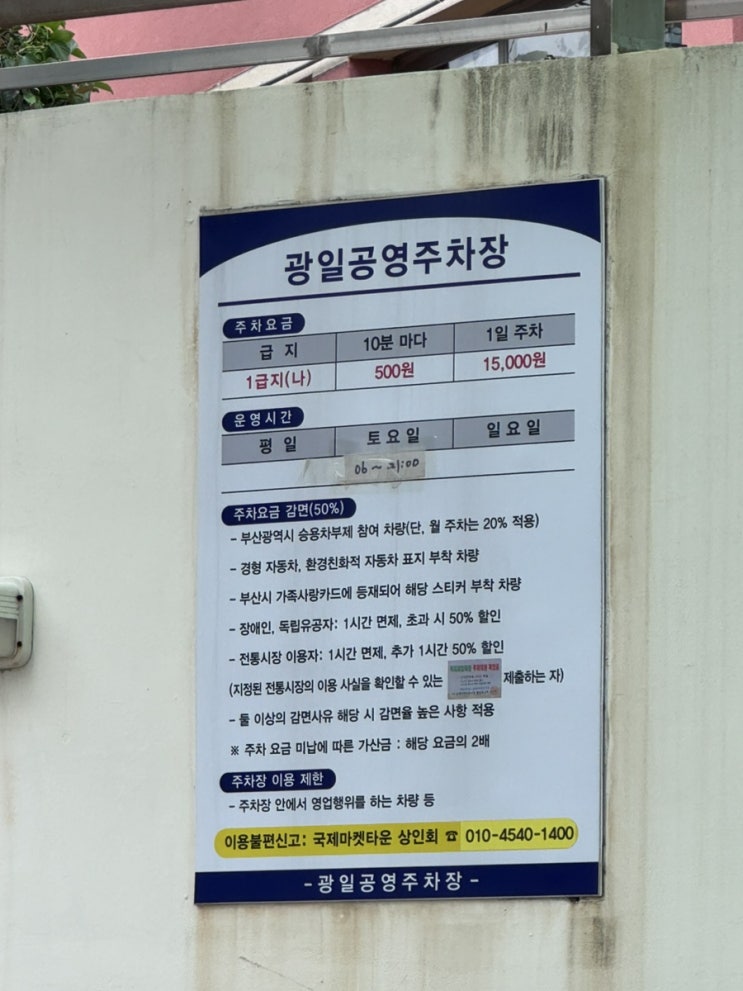 광일공영주차장
주차요금
급 지 10분 마다 1일 주차
1급지(나) 500원 15,000원
운영시간
평 일 토요일 일요일
06~21:00
주차요금 감면(50%)
- 부산광역시 승용차부제 참여 차량(단, 월 주차는 20% 적용)
- 경형 자동차, 환경친화적 자동차 표지 부착 차량
- 부산시 가족사랑카드에 등재되어 해당 스티커 부착 차량
- 장애인, 독립유공자: 1시간 면제, 초과 시 50% 할인
- 전통시장 이용자: 1시간 면제, 추가 1시간 50% 할인
(지정된 전통시장의 이용 사실을 확인할 수 있는 제출하는 자)
- 둘 이상의 감면사유 해당 시 감면율 높은 사항 적용
※ 주차 요금 미납에 따른 가산금 : 해당 요금의 2배
주차장 이용 제한
- 주차장 안에서 영업행위를 하는 차량 등
이용불편신고: 국제마켓타운 상인회 ☎ 010-4540-1400
- 광일공영주차장 -